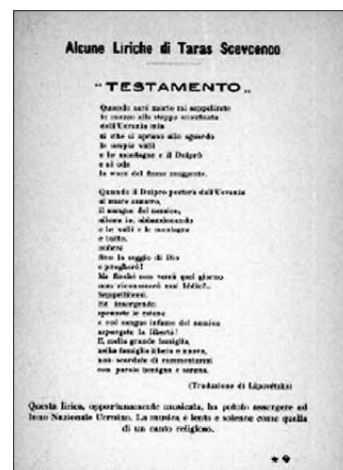 Alcune Liriche di Taras Scevcenco
" TESTAMENTO „
Quando sarò morto mi seppellirete
in mezzo alla steppa sconfinata
dell'Ucraina mia
sì che si aprano allo sguardo
le ampie valli
e le montagne e il Dniprò
e si oda
la voce del fiume muggente.
Quando il Dnipro porterà dall'Ucraina
al mare azzurro,
il sangue del nemico,
allora io, abbandonando
e le valli e le montagne
e tutto,
salirò
fino la reggia di Dio
e pregherò!
Ma finchè non verrà quel giorno
non riconoscerò mai Iddio!..
Seppellitemi.
Ed insorgendo
spezzate le catene
e col sangue infame del nemico
aspergete la libertà!
E, nella grande famiglia,
nella famiglia libera e nuova,
non scordate di rammentarmi
con parola benigna e serena.
(Traduzione di Lipovetzka)
Questa lirica, opportunamente musicata, ha potuto assurgere ad
Inno Nazionale Ucraino. La musica è lenta e solenne come quella
di un canto religioso.